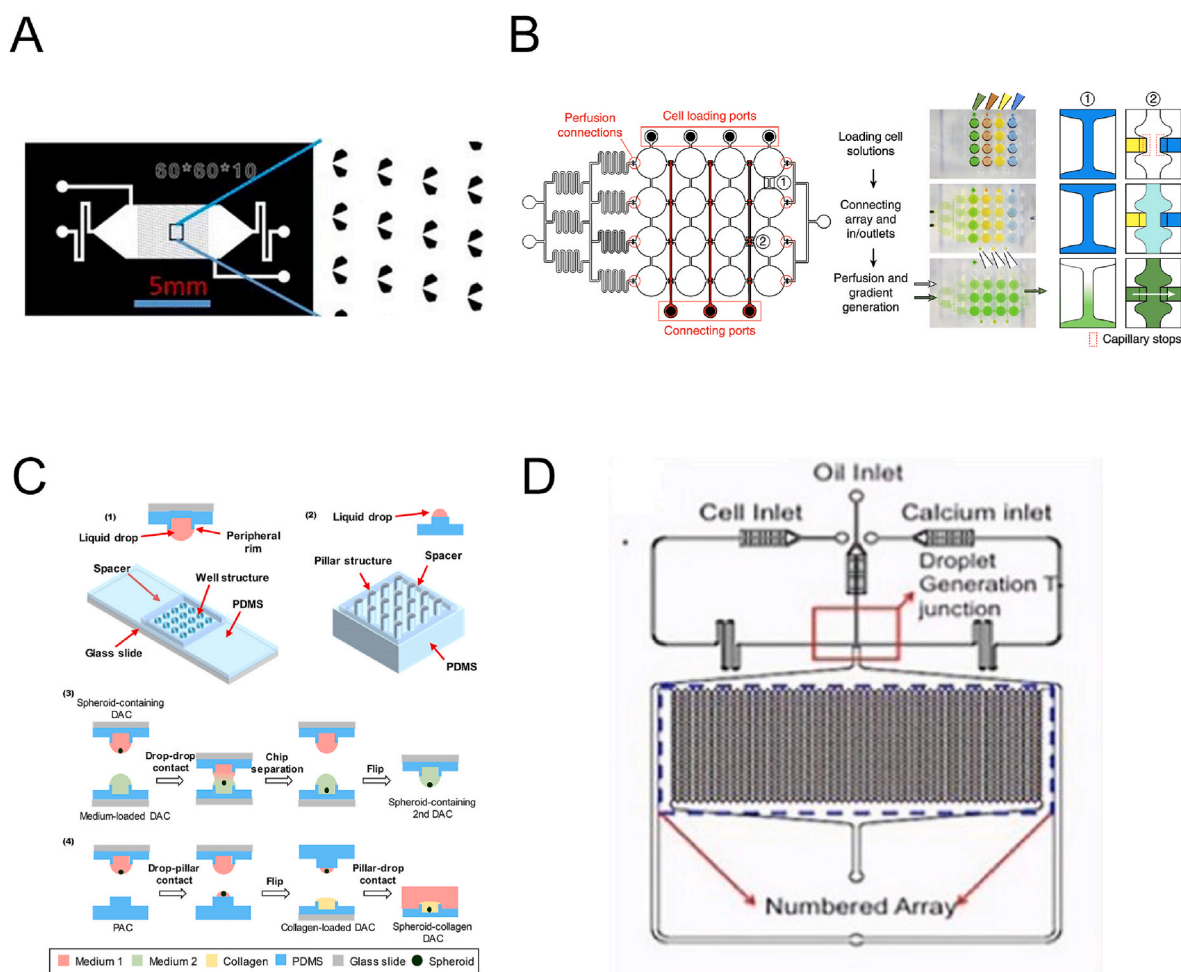 A
60*60*10
5mm
B
Perfusion
connections
Cell loading ports
1
2
Connecting ports
Loading cell
solutions
Connecting
array and
in/outlets
Perfusion and
gradient
generation
①
②
Capillary stops
C
(1)
Liquid drop
Peripheral
rim
Spacer
Well structure
PDMS
Glass slide
(2)
Liquid drop
Pillar structure
Spacer
PDMS
(3)
Spheroid-containing
DAC
Drop-drop
contact
Chip
separation
Flip
Medium-loaded DAC
Spheroid-containing
2nd DAC
(4)
Drop-pillar
contact
Flip
Pillar-drop
contact
PAC
Collagen-loaded DAC
Spheroid-collagen
DAC
Medium 1
Medium 2
Collagen
PDMS
Glass slide
Spheroid
D
Oil Inlet
Cell Inlet
Calcium inlet
Droplet
Generation T-
junction
Numbered Array